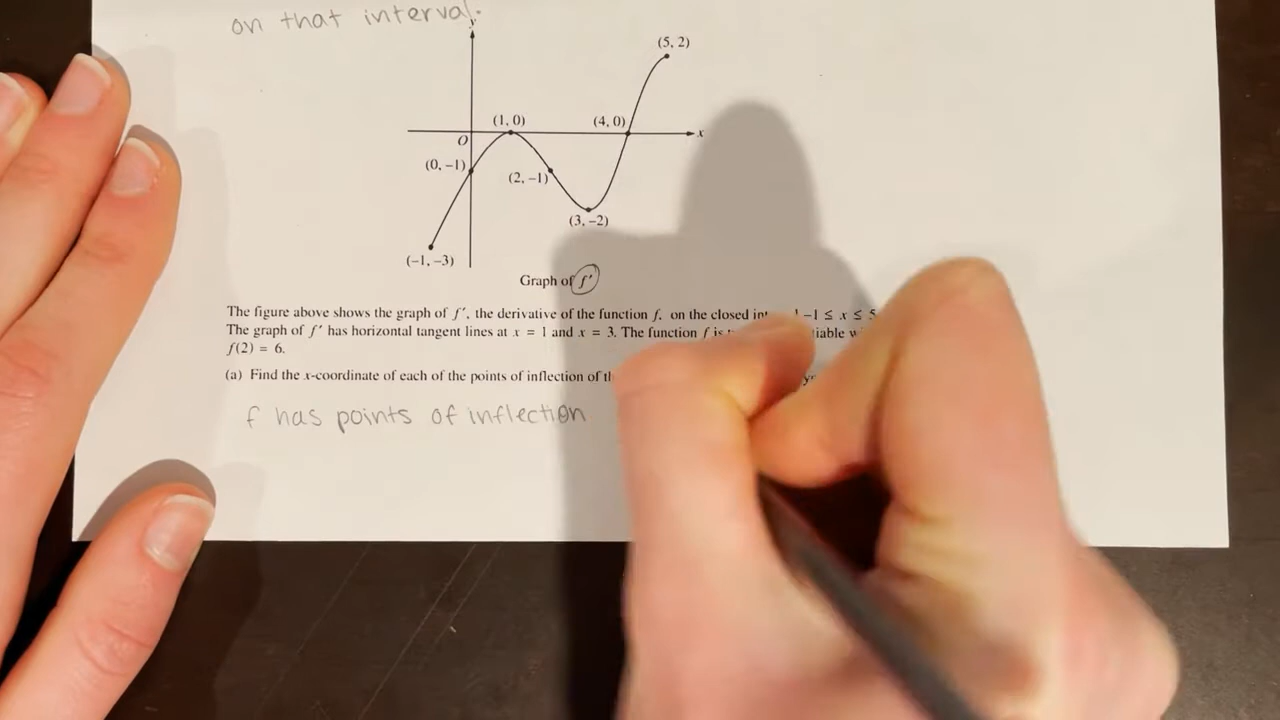 on that interval.
y
(5, 2)
(1, 0)
(4, 0)
x
O
(0, −1)
(2, −1)
(3, −2)
(−1, −3)
Graph of f′
The figure above shows the graph of f′, the derivative of the function f, on the closed −1 ≤ x ≤ 5
The graph of f′ has horizontal tangent lines at x = 1 and x = 3. The function f is
f(2) = 6.
(a) Find the x-coordinate of each of the points of inflection of
f has points of inflection